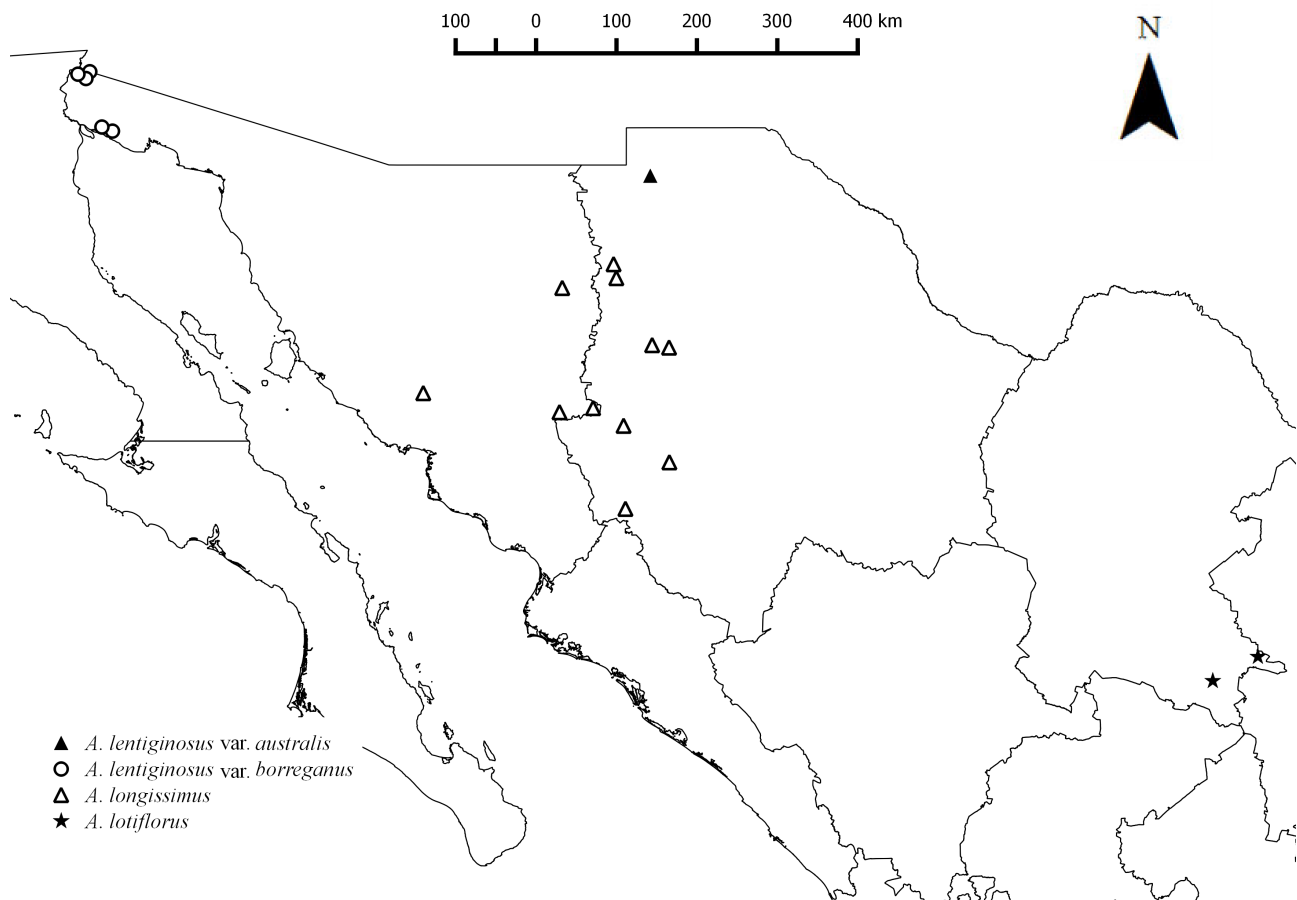 100 0 100 200 300 400 km
N
A. lentiginosus var. australis
A. lentiginosus var. borreganus
A. longissimus
A. lotiflorus